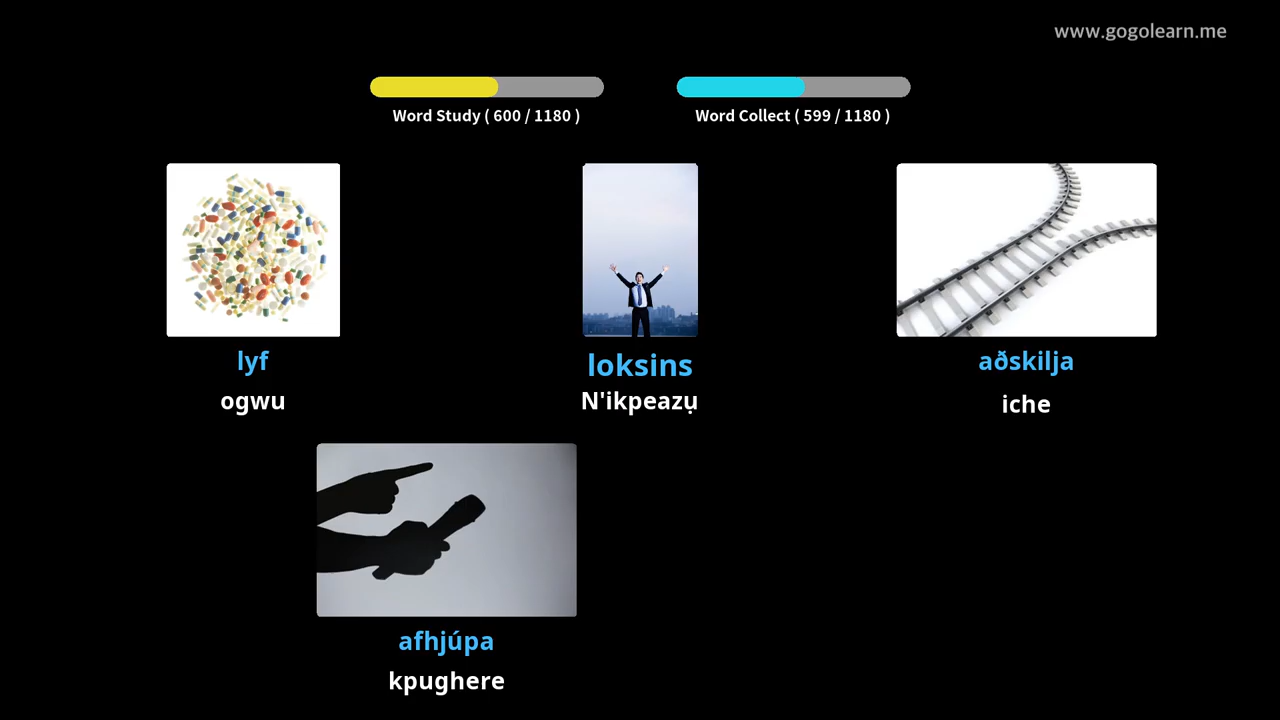 www.gogolearn.me
Word Study ( 600 / 1180 )
Word Collect ( 599 / 1180 )
lyf
ogwu
loksins
N'ikpeazụ
aðskilja
iche
afhjúpa
kpughere